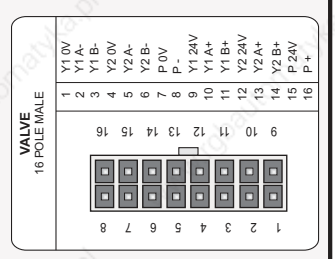 VALVE
16 POLE MALE
1 Y1 0V
2 Y1 A-
3 Y1 B-
4 Y2 0V
5 Y2 A-
6 Y2 B-
7 P 0V
8 P -
9 Y1 24V
10 Y1 A+
11 Y1 B+
12 Y2 24V
13 Y2 A+
14 Y2 B+
15 P 24V
16 P +
16 15 14 13 12 11 10 9
8 7 6 5 4 3 2 1